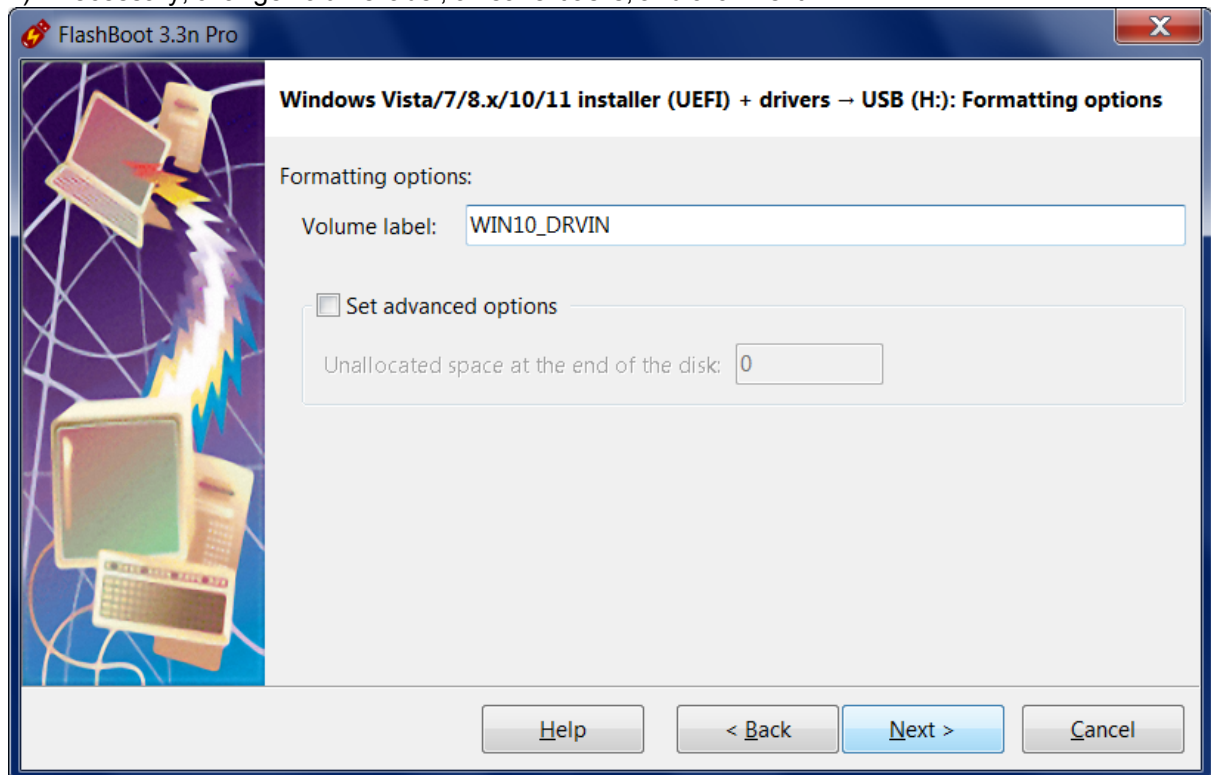 FlashBoot 3.3n Pro
Windows Vista/7/8.x/10/11 installer (UEFI) + drivers → USB (H:): Formatting options
Formatting options:
Volume label: WIN10_DRVIN
Set advanced options
Unallocated space at the end of the disk: 0
Help < Back Next > Cancel